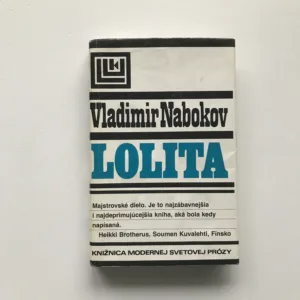 Vladimir Nabokov
LOLITA
Majstrovské dielo. Je to najzábavnejšia
i najdeprimujúcejšia kniha, aká bola kedy
napísaná.
Heikki Brotherus, Soumen Kuvalehti, Fínsko
KNIŽNICA MODERNEJ SVETOVEJ PRÓZY